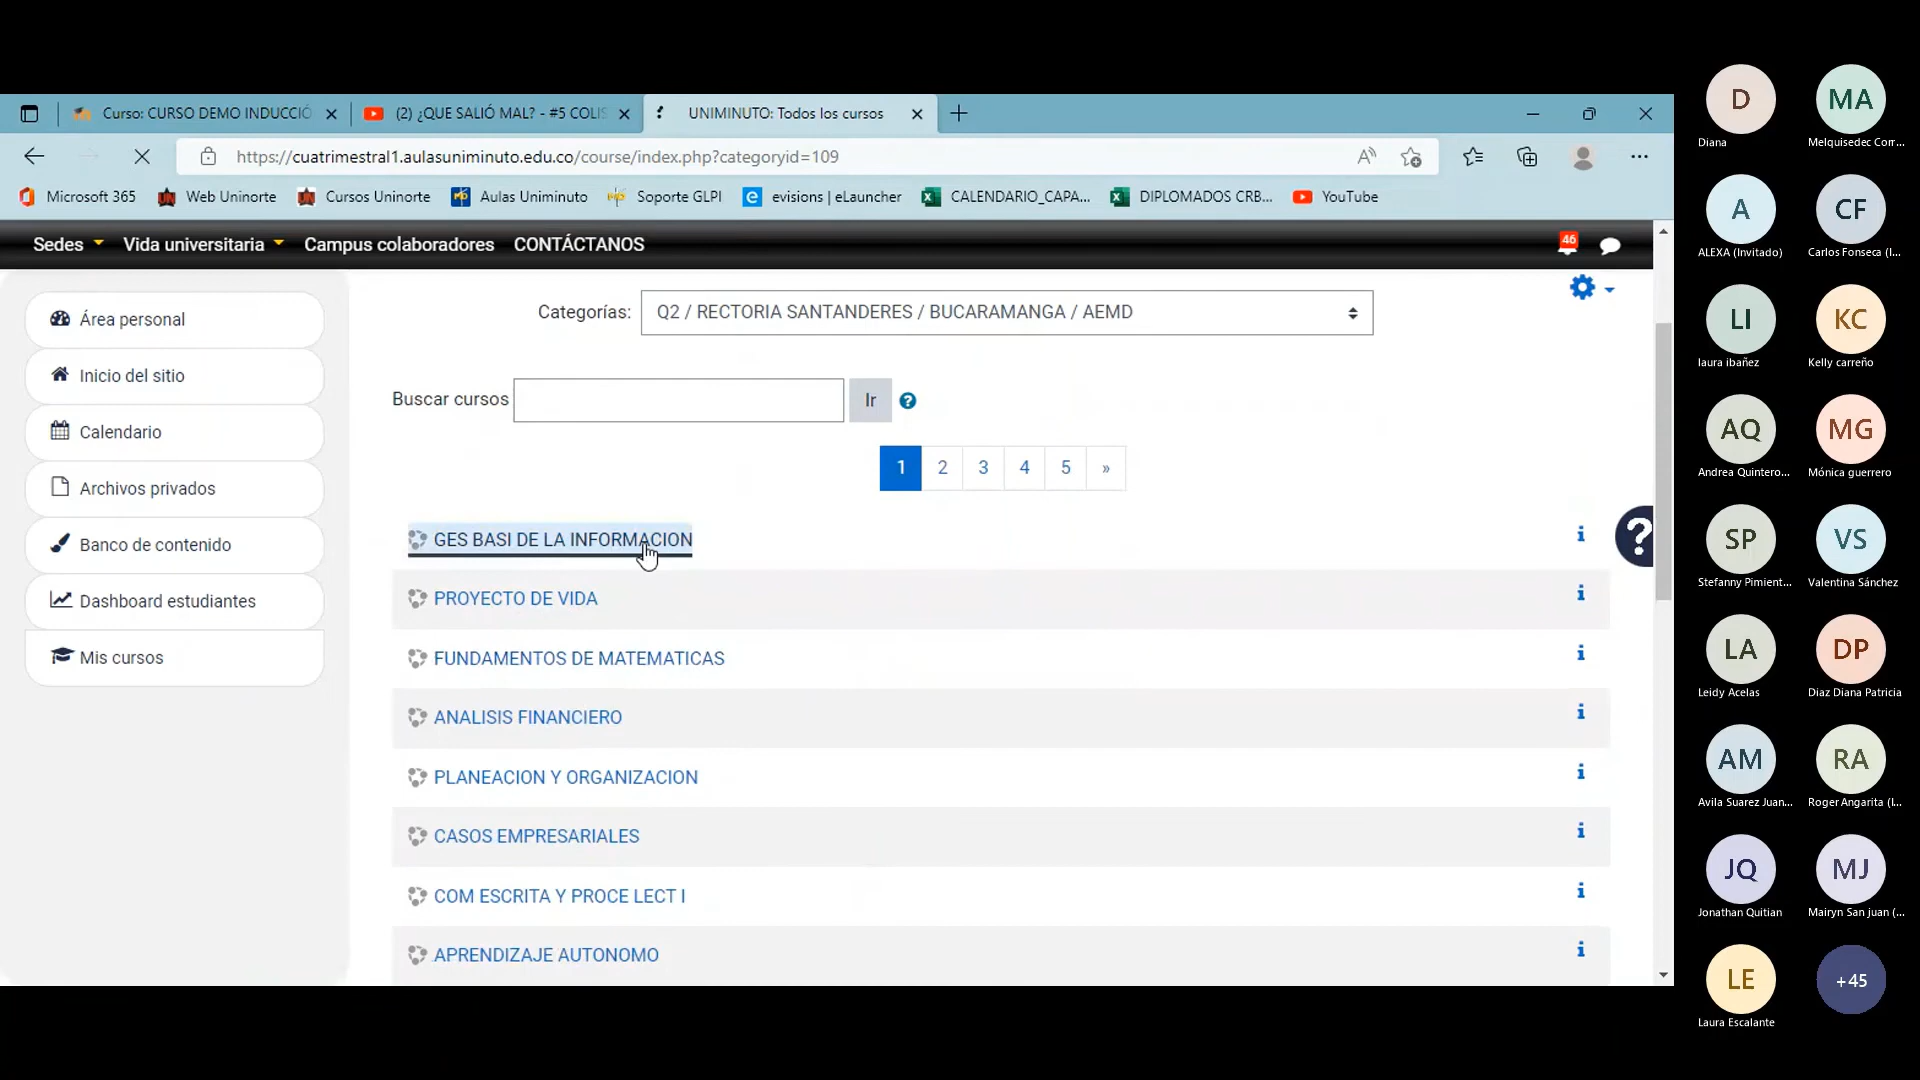 Curso: CURSO DEMO INDUCCIÓ
(2) ¿QUE SALIÓ MAL? - #5 COLIS
UNIMINUTO: Todos los cursos
https://cuatrimestral1.aulasuniminuto.edu.co/course/index.php?categoryid=109
Microsoft 365
Web Uninorte
Cursos Uninorte
Aulas Uniminuto
Soporte GLPI
evisions | eLauncher
CALENDARIO_CAPA...
DIPLOMADOS CRB...
YouTube
Sedes
Vida universitaria
Campus colaboradores
CONTÁCTANOS
46
Área personal
Inicio del sitio
Calendario
Archivos privados
Banco de contenido
Dashboard estudiantes
Mis cursos
Categorías:
Q2 / RECTORIA SANTANDERES / BUCARAMANGA / AEMD
Buscar cursos
Ir
1 2 3 4 5 »
GES BASI DE LA INFORMACION
PROYECTO DE VIDA
FUNDAMENTOS DE MATEMATICAS
ANALISIS FINANCIERO
PLANEACION Y ORGANIZACION
CASOS EMPRESARIALES
COM ESCRITA Y PROCE LECT I
APRENDIZAJE AUTONOMO
D
Diana
MA
Melquisedec Corr...
A
ALEXA (Invitado)
CF
Carlos Fonseca (I...
LI
laura ibañez
KC
Kelly carreño
AQ
Andrea Quintero...
MG
Mónica guerrero
SP
Stefanny Pimient...
VS
Valentina Sánchez
LA
Leidy Acelas
DP
Diaz Diana Patricia
AM
Avila Suarez Juan...
RA
Roger Angarita (I...
JQ
Jonathan Quitian
MJ
Mairyn San juan (...
LE
Laura Escalante
+45